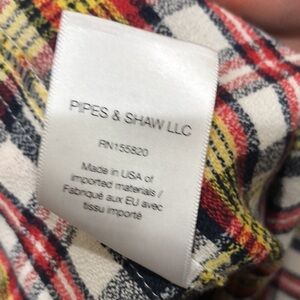 PIPES & SHAW LLC
RN155820
Made in USA of
imported materials /
Fabriqué aux EU avec
tissu importé